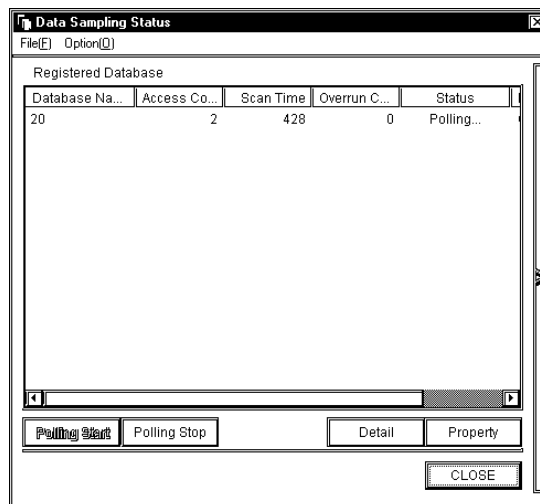 Data Sampling Status
File(F) Option(O)
Registered Database
Database Na... Access Co... Scan Time Overrun C... Status
20 2 428 0 Polling...
Polling Start Polling Stop Detail Property
CLOSE